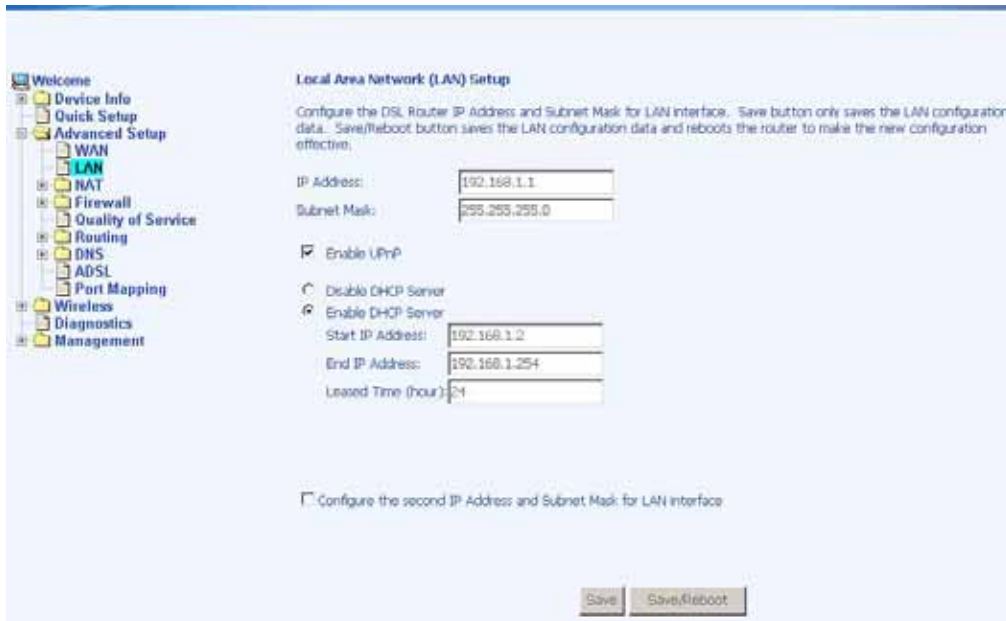 Welcome
Device Info
Quick Setup
Advanced Setup
WAN
LAN
NAT
Firewall
Quality of Service
Routing
DNS
ADSL
Port Mapping
Wireless
Diagnostics
Management
Local Area Network (LAN) Setup
Configure the DSL Router IP Address and Subnet Mask for LAN interface. Save button only saves the LAN configuration
data. Save/Reboot button saves the LAN configuration data and reboots the router to make the new configuration
effective.
IP Address: 192.168.1.1
Subnet Mask: 255.255.255.0
Enable UPnP
Disable DHCP Server
Enable DHCP Server
Start IP Address: 192.168.1.2
End IP Address: 192.168.1.254
Leased Time (hour): 24
Configure the second IP Address and Subnet Mask for LAN interface
Save Save/Reboot